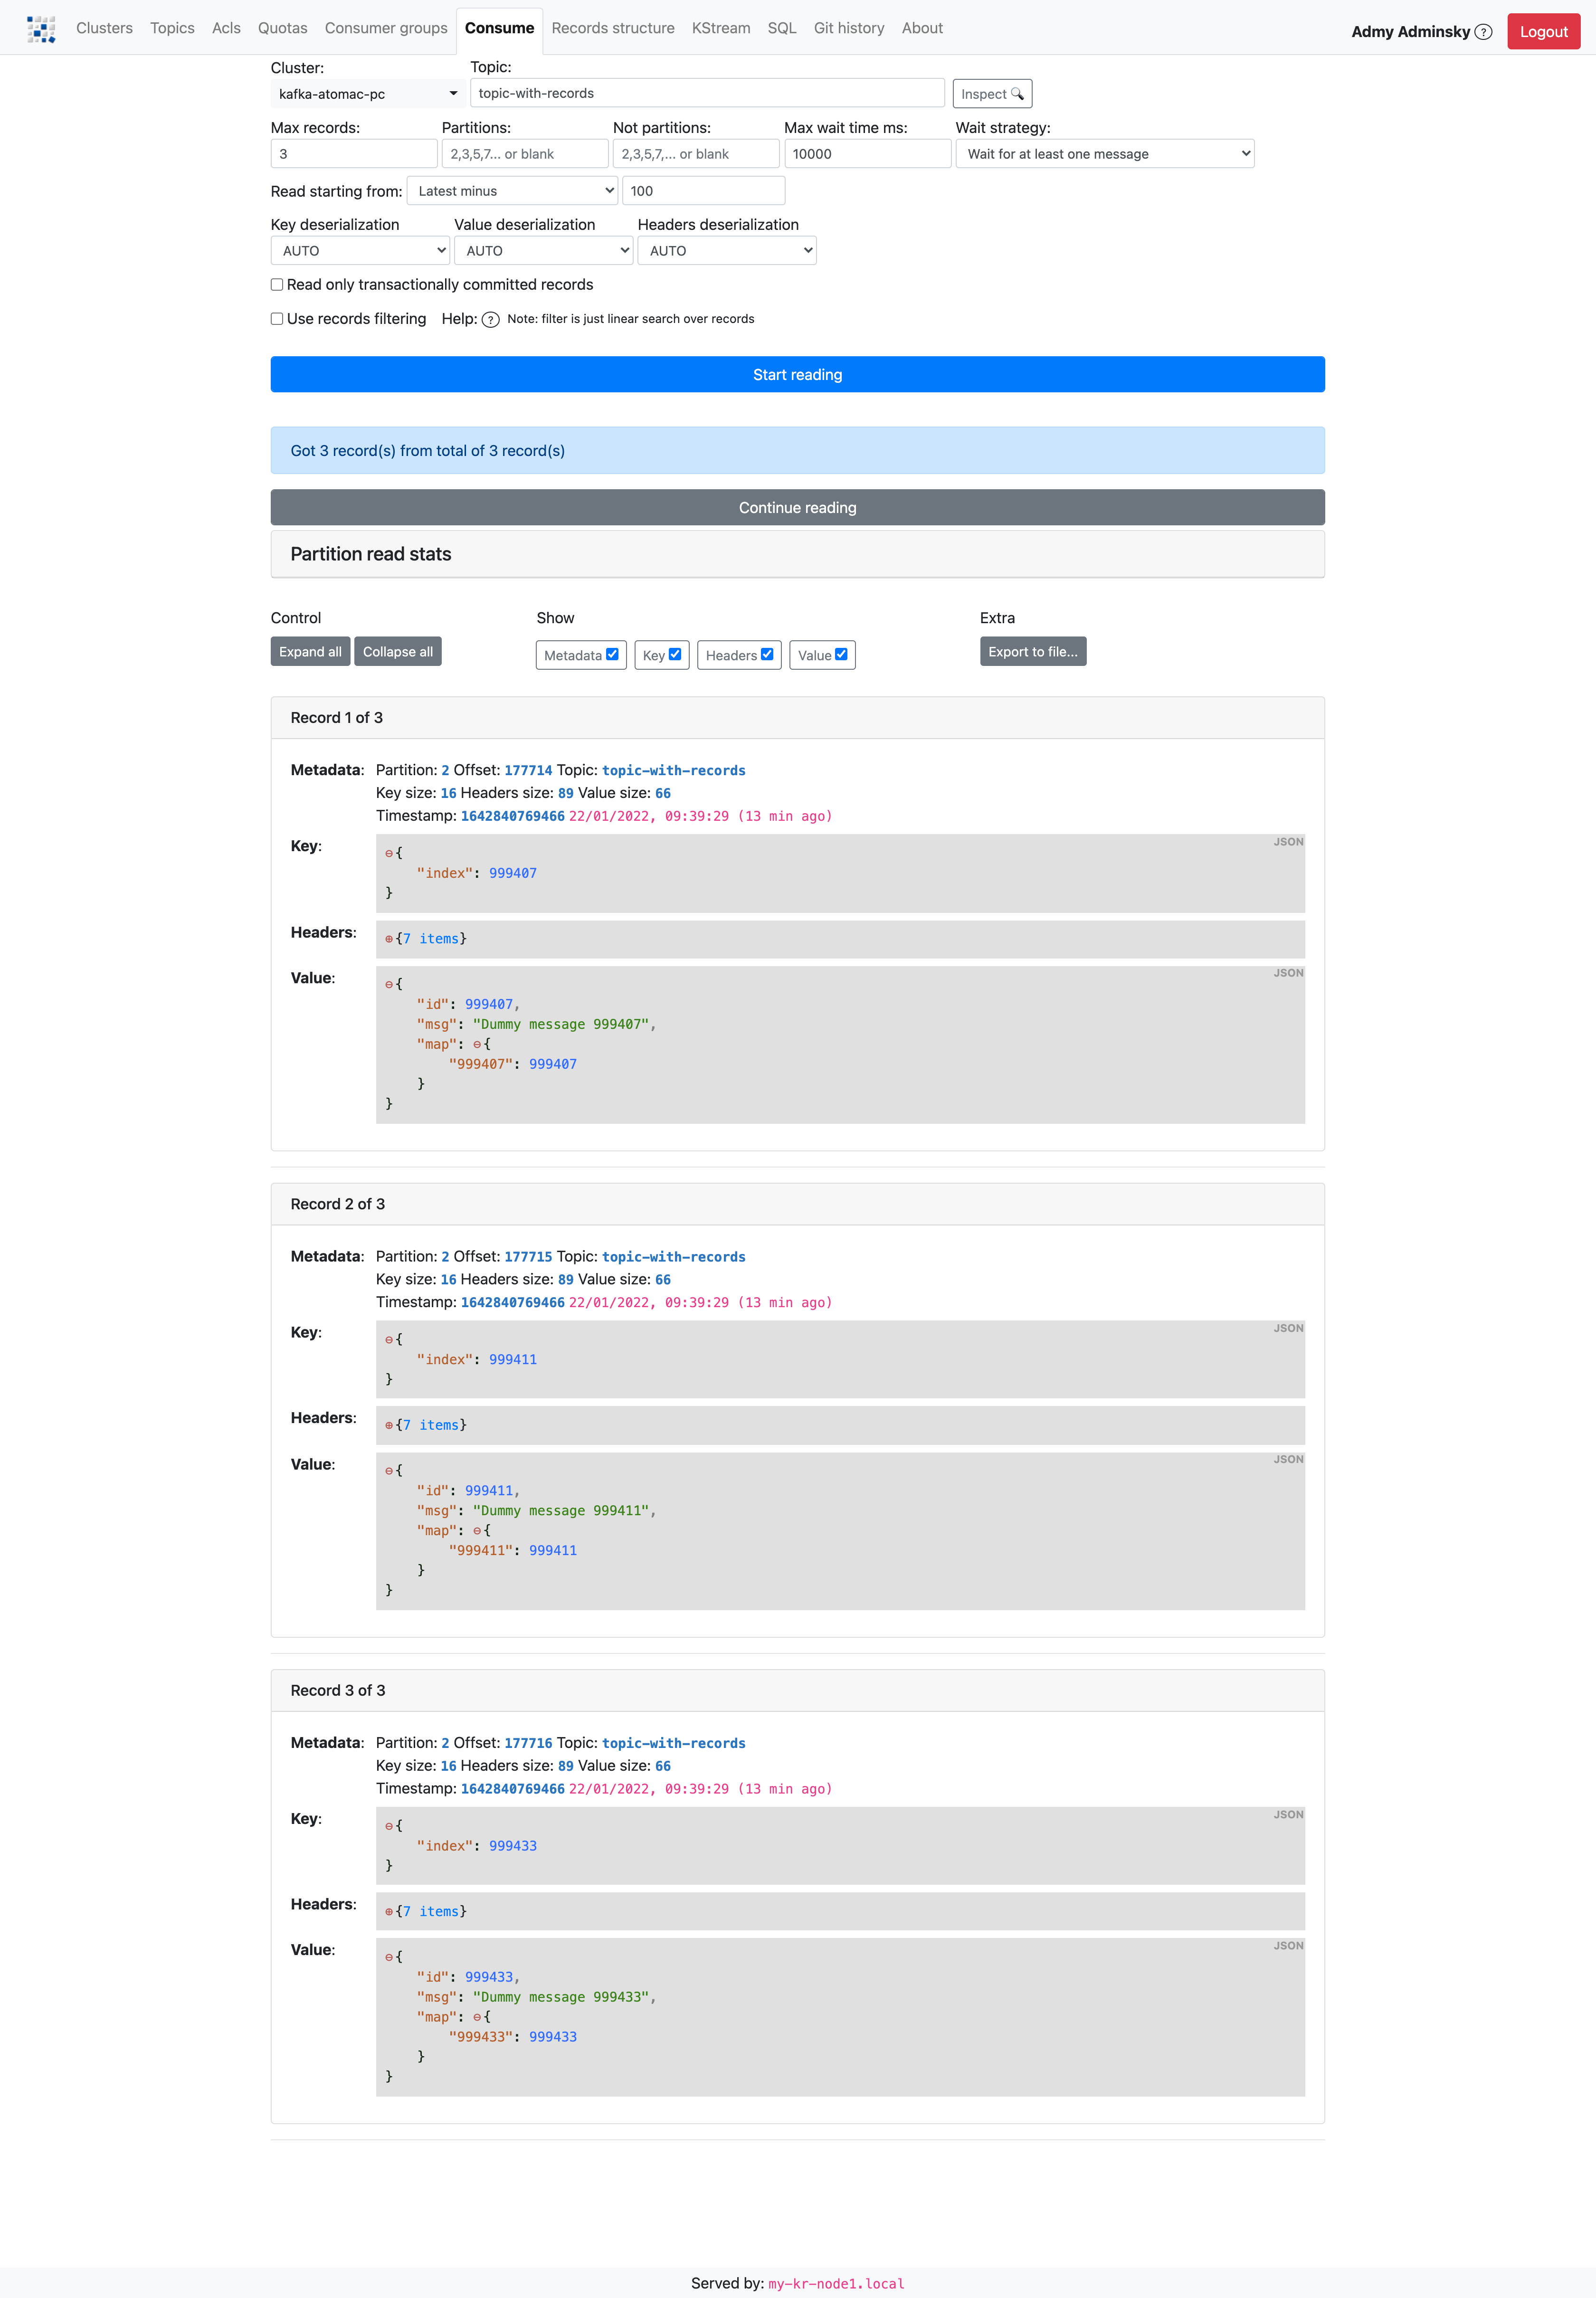 Clusters Topics Acls Quotas Consumer groups Consume Records structure KStream SQL Git history About Admy Adminsky ? Logout
Cluster: Topic:
kafka-atomac-pc topic-with-records Inspect 🔍
Max records: Partitions: Not partitions: Max wait time ms: Wait strategy:
3 2,3,5,7... or blank 2,3,5,7,... or blank 10000 Wait for at least one message
Read starting from: Latest minus 100
Key deserialization Value deserialization Headers deserialization
AUTO AUTO AUTO
Read only transactionally committed records
Use records filtering Help: ? Note: filter is just linear search over records
Start reading
Got 3 record(s) from total of 3 record(s)
Continue reading
Partition read stats
Control Show Extra
Expand all Collapse all Metadata Key Headers Value Export to file...
Record 1 of 3
Metadata: Partition: 2 Offset: 177714 Topic: topic-with-records
Key size: 16 Headers size: 89 Value size: 66
Timestamp: 1642840769466 22/01/2022, 09:39:29 (13 min ago)
Key: ⊖{ JSON
"index": 999407
}
Headers: ⊕{7 items}
Value: ⊖{ JSON
"id": 999407,
"msg": "Dummy message 999407",
"map": ⊖{
"999407": 999407
}
}
Record 2 of 3
Metadata: Partition: 2 Offset: 177715 Topic: topic-with-records
Key size: 16 Headers size: 89 Value size: 66
Timestamp: 1642840769466 22/01/2022, 09:39:29 (13 min ago)
Key: ⊖{ JSON
"index": 999411
}
Headers: ⊕{7 items}
Value: ⊖{ JSON
"id": 999411,
"msg": "Dummy message 999411",
"map": ⊖{
"999411": 999411
}
}
Record 3 of 3
Metadata: Partition: 2 Offset: 177716 Topic: topic-with-records
Key size: 16 Headers size: 89 Value size: 66
Timestamp: 1642840769466 22/01/2022, 09:39:29 (13 min ago)
Key: ⊖{ JSON
"index": 999433
}
Headers: ⊕{7 items}
Value: ⊖{ JSON
"id": 999433,
"msg": "Dummy message 999433",
"map": ⊖{
"999433": 999433
}
}
Served by: my-kr-node1.local